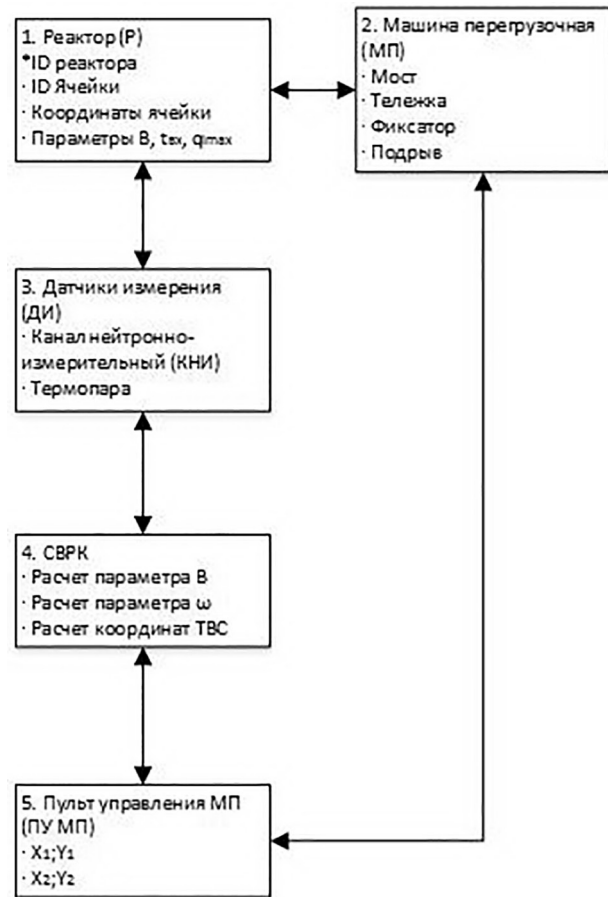 1. Реактор (Р)
*ID реактора
· ID Ячейки
· Координаты ячейки
· Параметры В, tвх, qlmax
2. Машина перегрузочная
(МП)
· Мост
· Тележка
· Фиксатор
· Подрыв
3. Датчики измерения
(ДИ)
· Канал нейтронно-
измерительный (КНИ)
· Термопара
4. СВРК
· Расчет параметра В
· Расчет параметра ω
· Расчет координат ТВС
5. Пульт управления МП
(ПУ МП)
· X1;Y1
· X2;Y2